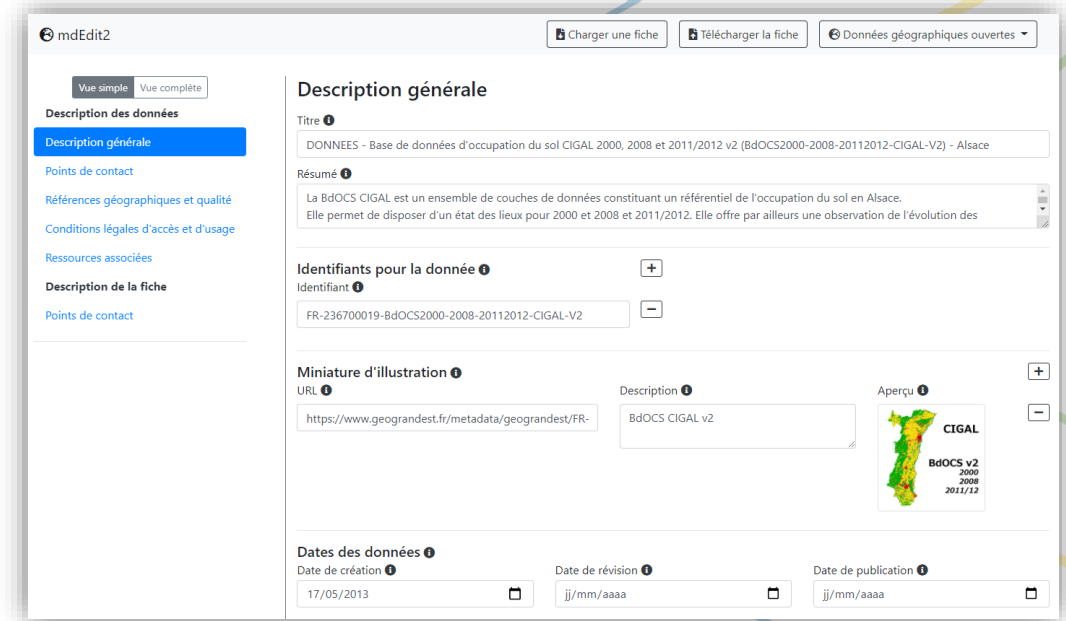 mdEdit2
Charger une fiche
Télécharger la fiche
Données géographiques ouvertes
Vue simple
Vue complète
Description des données
Description générale
Points de contact
Références géographiques et qualité
Conditions légales d'accès et d'usage
Ressources associées
Description de la fiche
Points de contact
Description générale
Titre
DONNEES - Base de données d'occupation du sol CIGAL 2000, 2008 et 2011/2012 v2 (BdOCS2000-2008-20112012-CIGAL-V2) - Alsace
Résumé
La BdOCS CIGAL est un ensemble de couches de données constituant un référentiel de l'occupation du sol en Alsace.
Elle permet de disposer d'un état des lieux pour 2000 et 2008 et 2011/2012. Elle offre par ailleurs une observation de l'évolution des
Identifiants pour la donnée
Identifiant
FR-236700019-BdOCS2000-2008-20112012-CIGAL-V2
Miniature d'illustration
URL
Description
Aperçu
https://www.geograndest.fr/metadata/geograndest/FR-
BdOCS CIGAL v2
CIGAL
BdOCS v2
2000
2008
2011/12
Dates des données
Date de création
Date de révision
Date de publication
17/05/2013
jj/mm/aaaa
jj/mm/aaaa